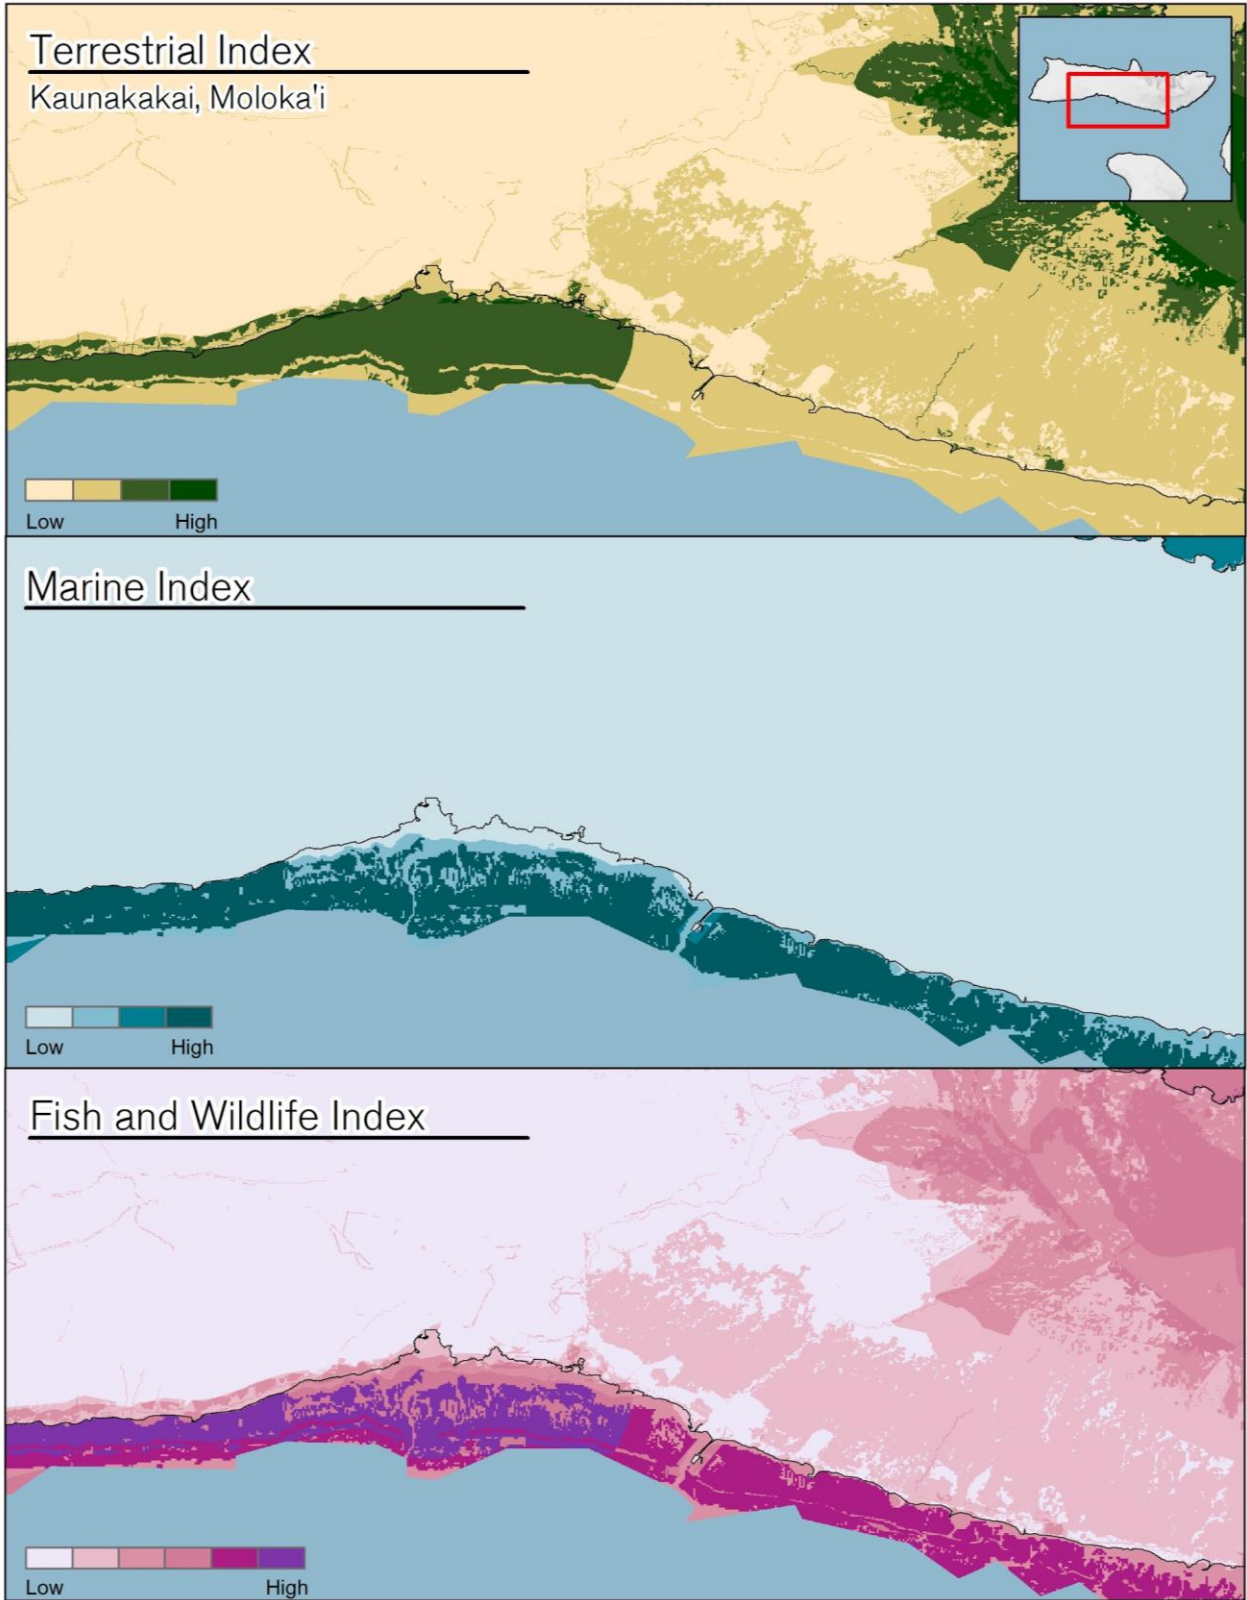 Terrestrial Index
Kaunakakai, Moloka'i
Low High
Marine Index
Low High
Fish and Wildlife Index
Low High